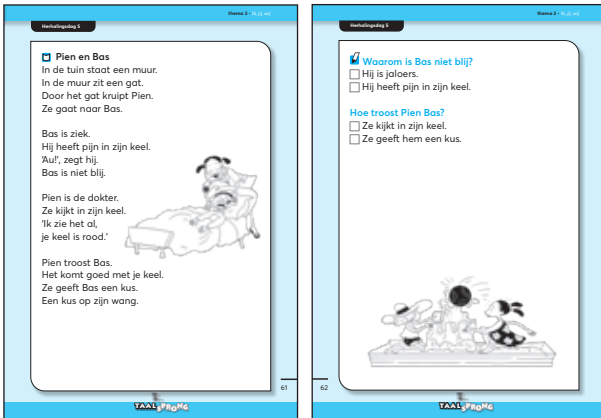 thema 3 - ik, jij, wij
Herhalingsdag 5
Pien en Bas
In de tuin staat een muur.
In de muur zit een gat.
Door het gat kruipt Pien.
Ze gaat naar Bas.
Bas is ziek.
Hij heeft pijn in zijn keel.
'Au!', zegt hij.
Bas is niet blij.
Pien is de dokter.
Ze kijkt in zijn keel.
'Ik zie het al,
je keel is rood.'
Pien troost Bas.
Het komt goed met je keel.
Ze geeft Bas een kus.
Een kus op zijn wang.
61
TAALSPRONG
thema 3 - ik, jij, wij
Herhalingsdag 5
Waarom is Bas niet blij?
Hij is jaloers.
Hij heeft pijn in zijn keel.
Hoe troost Pien Bas?
Ze kijkt in zijn keel.
Ze geeft hem een kus.
62
TAALSPRONG